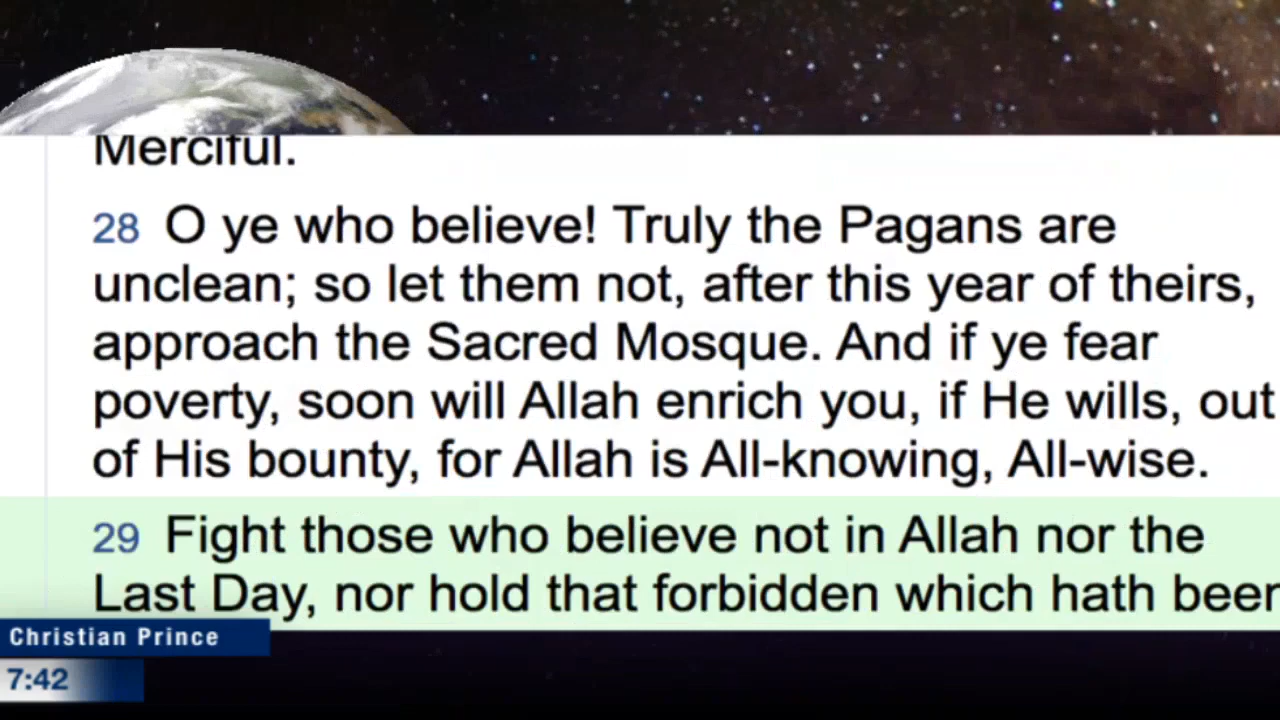 Merciful.
28 O ye who believe! Truly the Pagans are
unclean; so let them not, after this year of theirs,
approach the Sacred Mosque. And if ye fear
poverty, soon will Allah enrich you, if He wills, out
of His bounty, for Allah is All-knowing, All-wise.
29 Fight those who believe not in Allah nor the
Last Day, nor hold that forbidden which hath been
Christian Prince
7:42